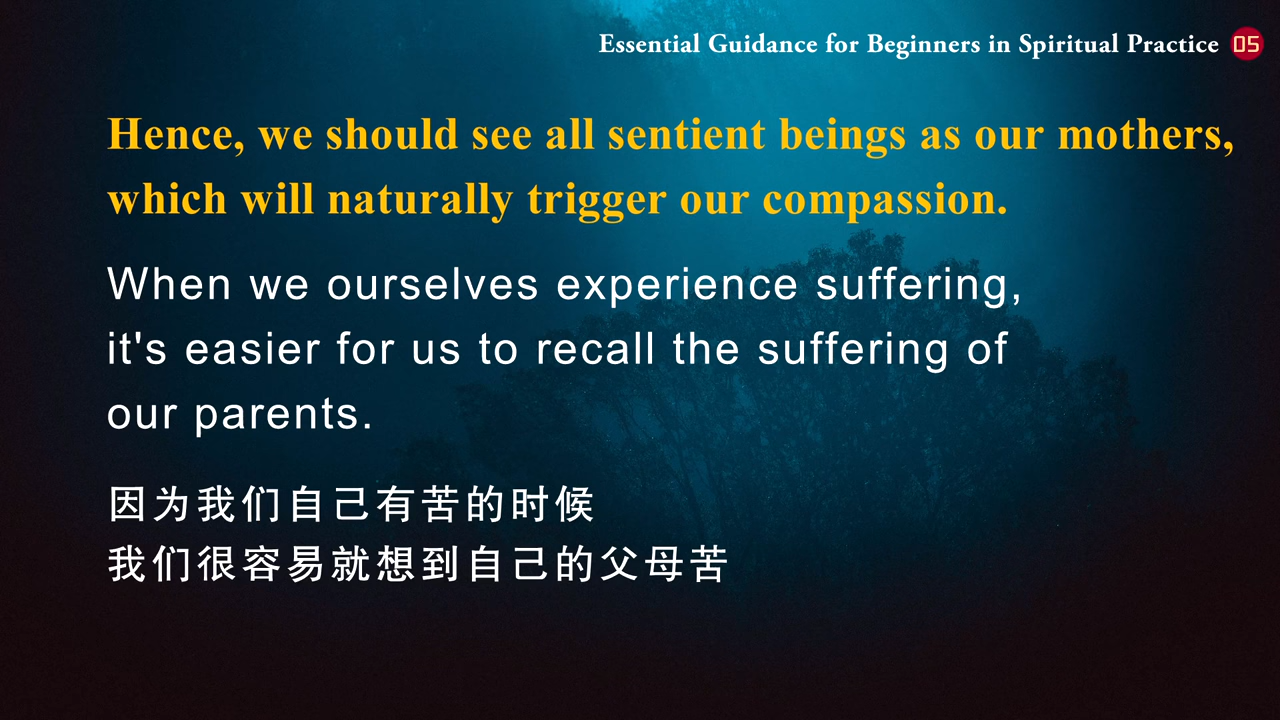 Essential Guidance for Beginners in Spiritual Practice 05
Hence, we should see all sentient beings as our mothers,
which will naturally trigger our compassion.
When we ourselves experience suffering,
it's easier for us to recall the suffering of
our parents.
因为我们自己有苦的时候
我们很容易就想到自己的父母苦